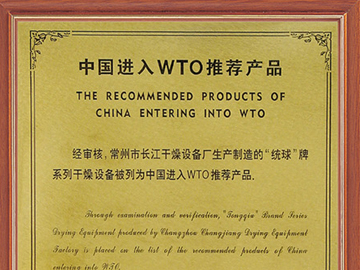 中国进入WTO推荐产品
THE RECOMMENDED PRODUCTS OF
CHINA ENTERING INTO WTO
经审核，常州市长江干燥设备厂生产制造的“统球”牌
系列干燥设备被列为中国进入WTO推荐产品.
Through examination and verification, "Tongqiu" Brand Series
Drying Equipment produced by Changzhou Changjiang Drying Equipment
Factory is placed on the list of the recommended products of China
entering into WTO.